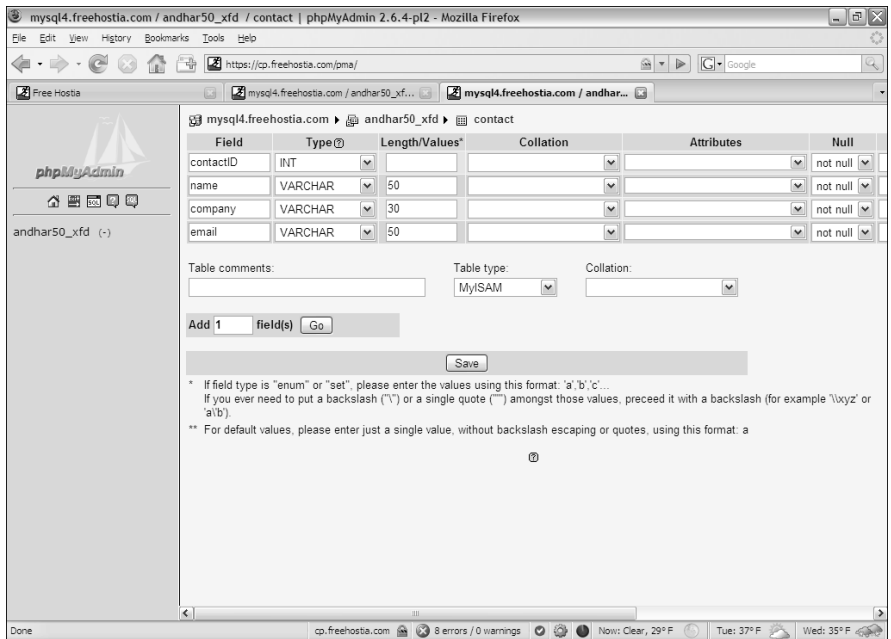 mysql4.freehostia.com / andhar50_xfd / contact | phpMyAdmin 2.6.4-pl2 - Mozilla Firefox
File Edit View History Bookmarks Tools Help
https://cp.freehostia.com/pma/ G Google
Free Hostia mysql4.freehostia.com / andhar50_xf... mysql4.freehostia.com / andhar...
phpMyAdmin
SQL
andhar50_xfd (-)
mysql4.freehostia.com andhar50_xfd contact
Field Type Length/Values* Collation Attributes Null
contactID INT not null
name VARCHAR 50 not null
company VARCHAR 30 not null
email VARCHAR 50 not null
Table comments: Table type: Collation:
MyISAM
Add 1 field(s) Go
Save
* If field type is "enum" or "set", please enter the values using this format: 'a','b','c'...
If you ever need to put a backslash ("\") or a single quote ("'") amongst those values, preceed it with a backslash (for example '\\xyz' or
'a\'b').
** For default values, please enter just a single value, without backslash escaping or quotes, using this format: a
Done cp.freehostia.com 8 errors / 0 warnings Now: Clear, 29° F Tue: 37° F Wed: 35° F